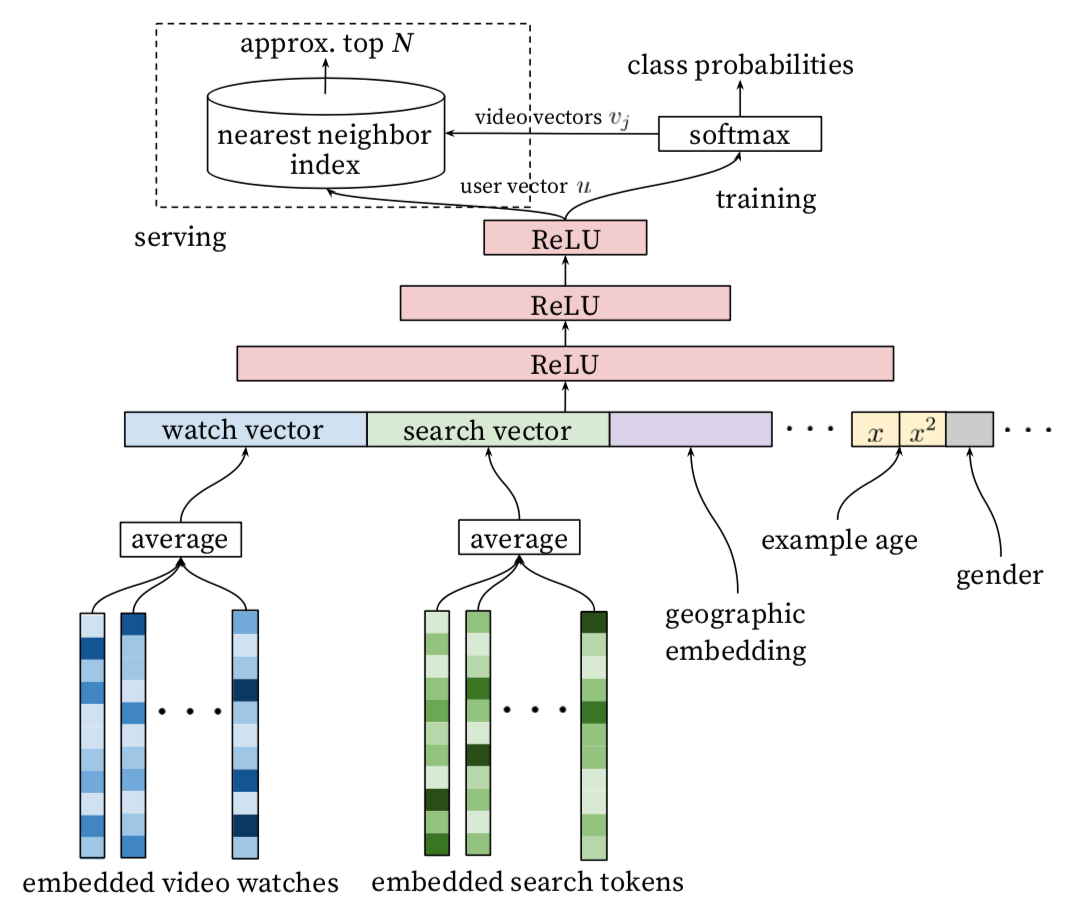 approx. top N
class probabilities
video vectors v_j
nearest neighbor
index
softmax
user vector u
training
serving
ReLU
ReLU
ReLU
watch vector
search vector
. . .
x
x²
. . .
average
average
example age
gender
geographic
embedding
. . .
. . .
embedded video watches
embedded search tokens